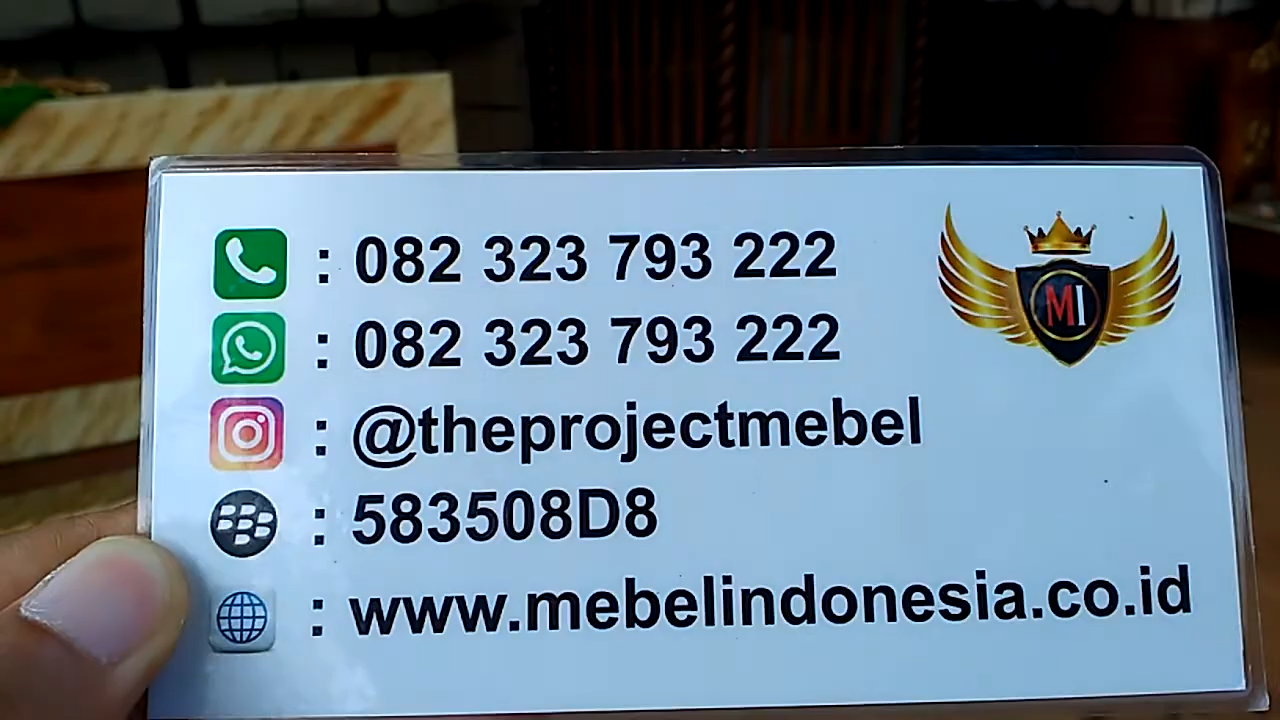 : 082 323 793 222
: 082 323 793 222
: @theprojectmebel
: 583508D8
: www.mebelindonesia.co.id
MI